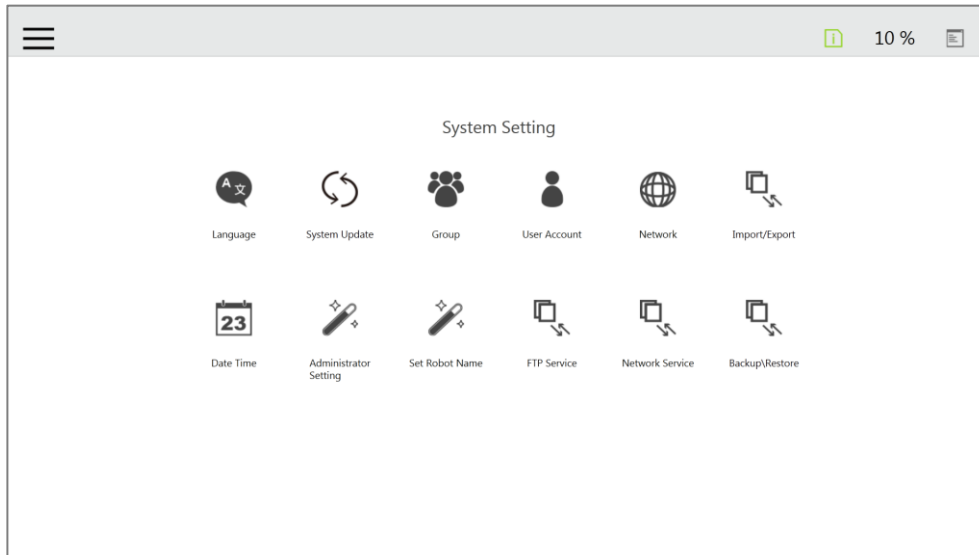 10 %
System Setting
A 文
Language
System Update
Group
User Account
Network
Import/Export
23
Date Time
Administrator
Setting
Set Robot Name
FTP Service
Network Service
Backup\Restore